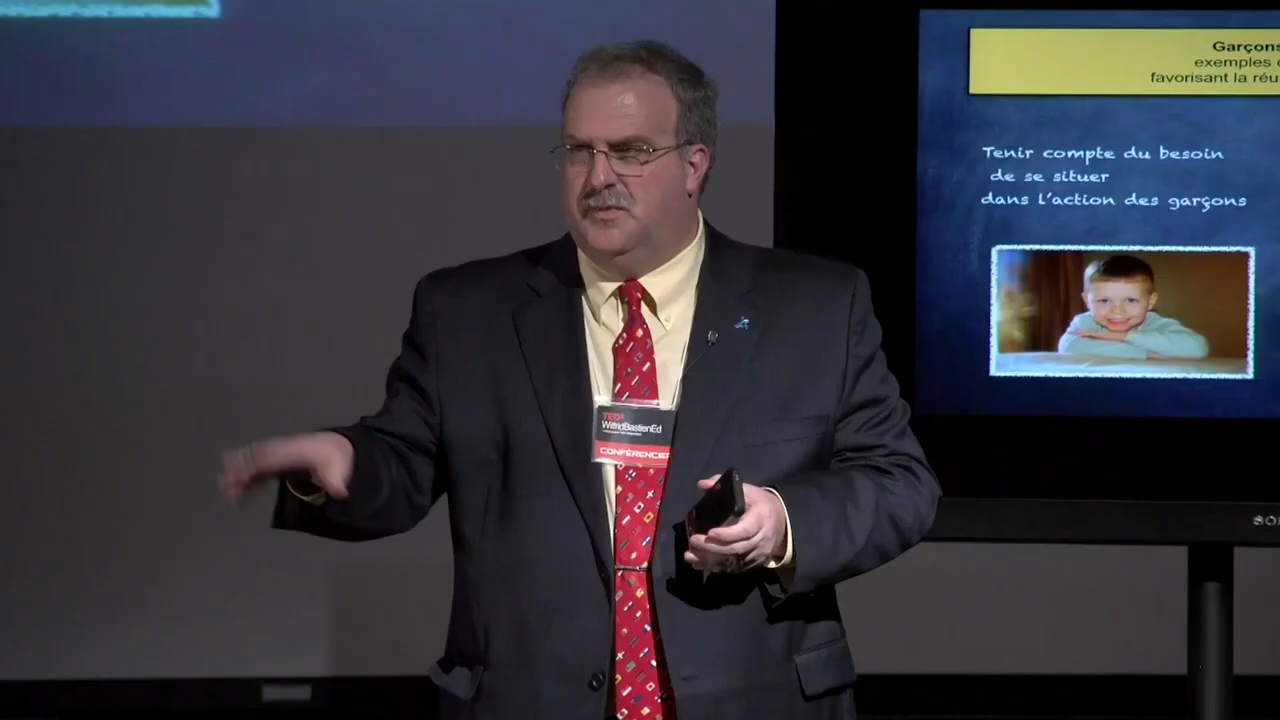 Garçons
exemples
favorisant la réu
Tenir compte du besoin
de se situer
dans l'action des garçons
TEDx
WilfridBastienEd
CONFÉRENCIER
SO